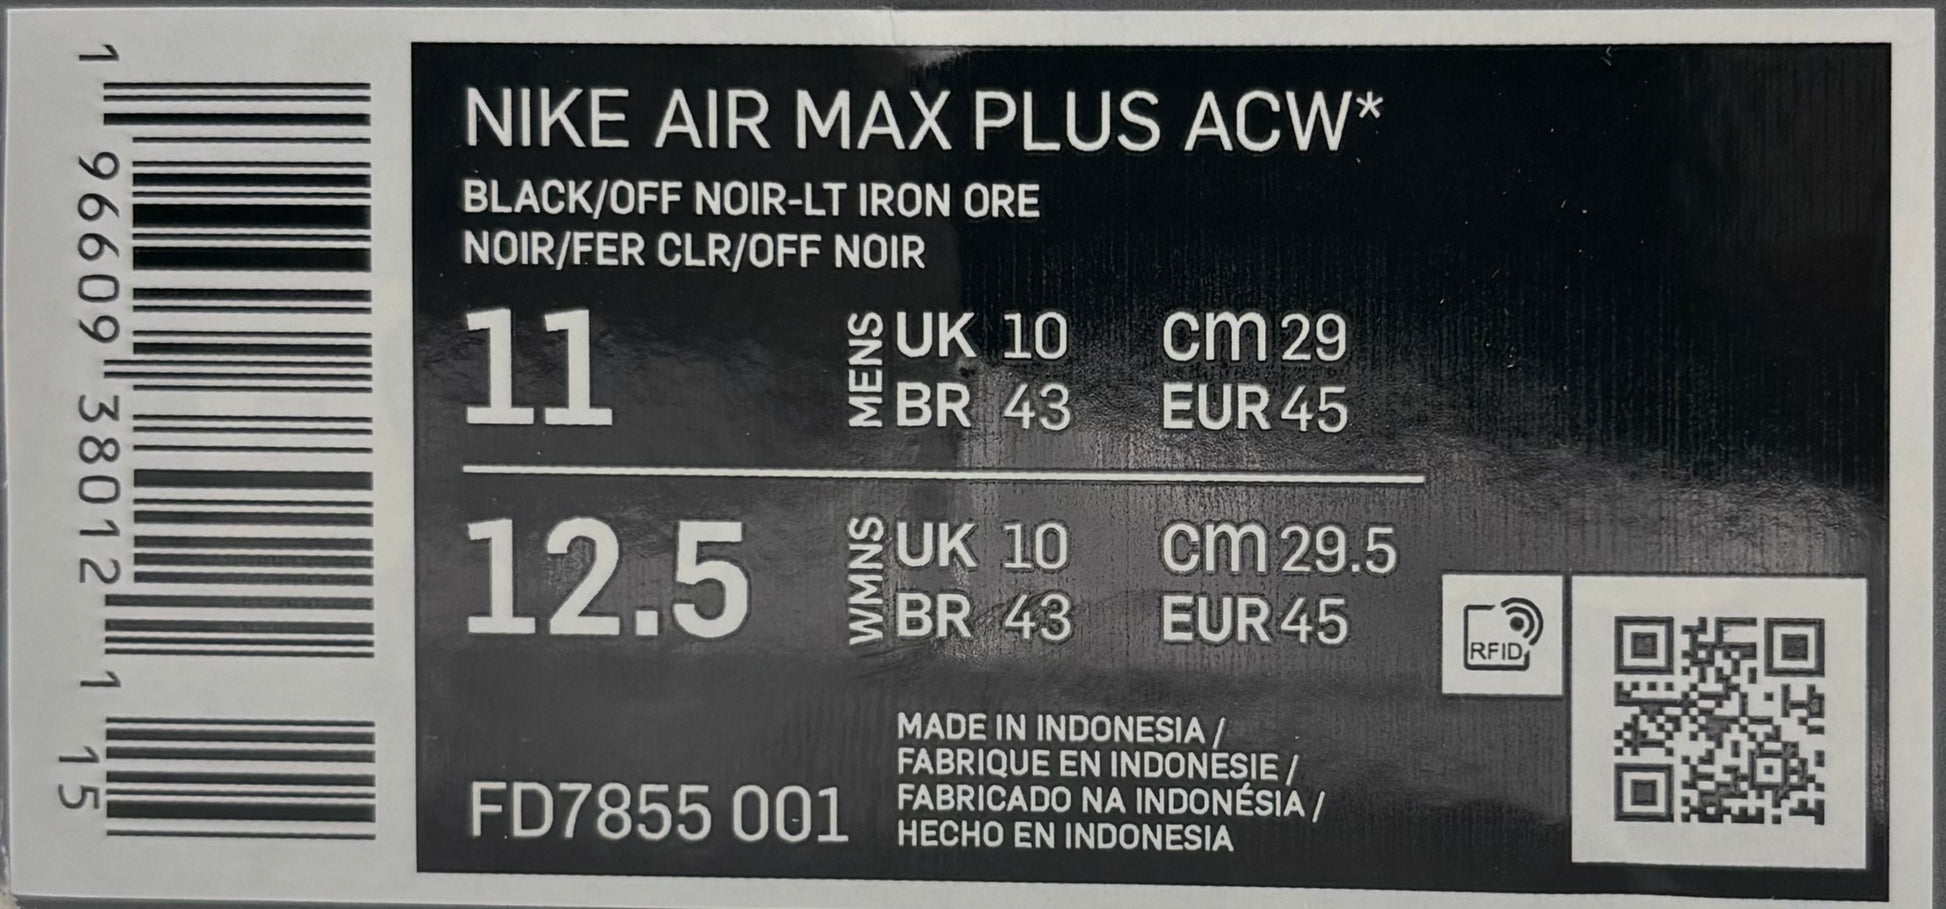 1 96609 38012 1 15
NIKE AIR MAX PLUS ACW*
BLACK/OFF NOIR-LT IRON ORE
NOIR/FER CLR/OFF NOIR
11 MENS UK 10 cm 29
BR 43 EUR 45
12.5 WMNS UK 10 cm 29.5
BR 43 EUR 45
RFID
FD7855 001
MADE IN INDONESIA /
FABRIQUE EN INDONESIE /
FABRICADO NA INDONÉSIA /
HECHO EN INDONESIA